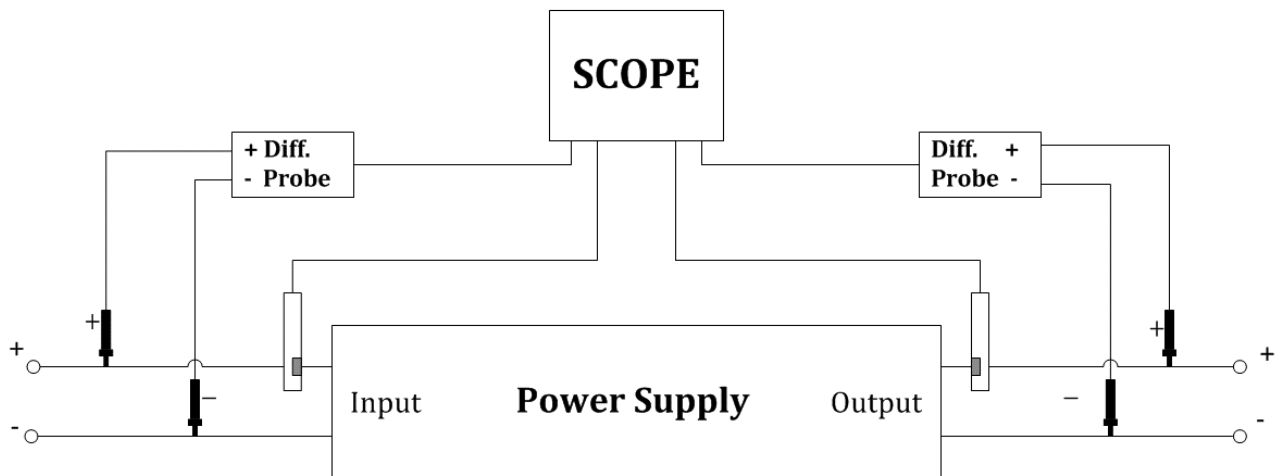 SCOPE
+ Diff.
- Probe
Diff. +
Probe -
+
+
+
+
–
–
Input
Power Supply
Output
-
-